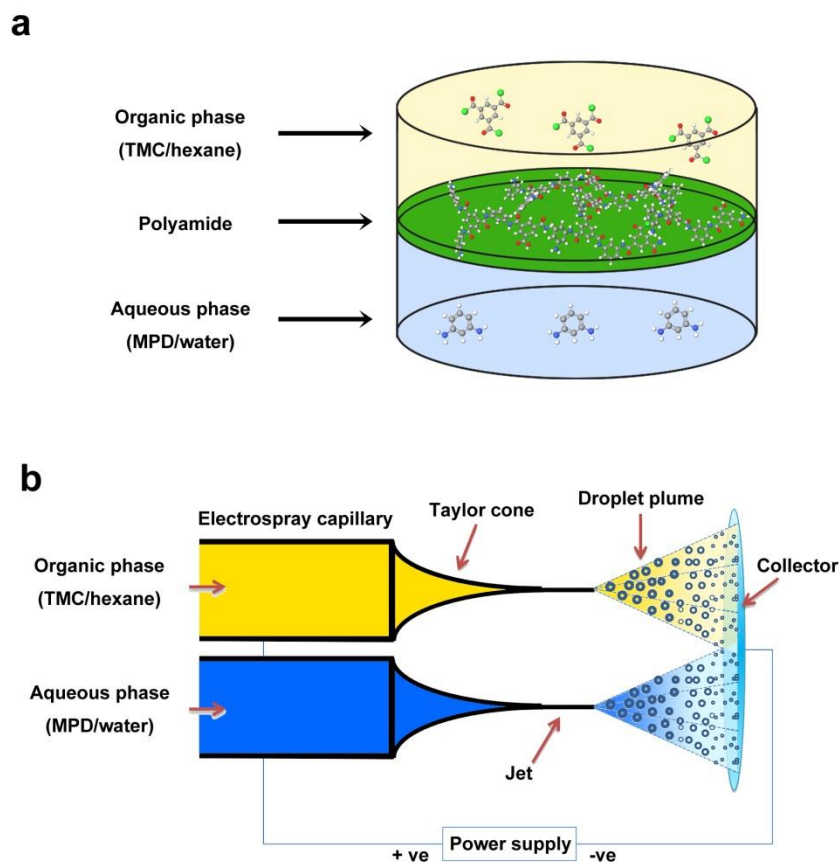 a
Organic phase
(TMC/hexane)
Polyamide
Aqueous phase
(MPD/water)
b
Electrospray capillary
Taylor cone
Droplet plume
Collector
Organic phase
(TMC/hexane)
Aqueous phase
(MPD/water)
Jet
+ ve
Power supply
-ve